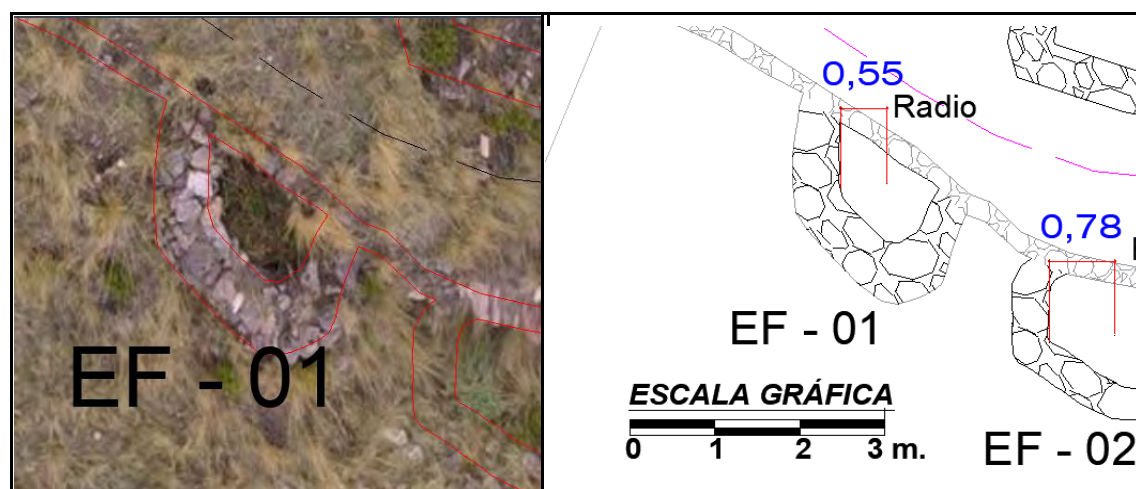 EF - 01
0,55
Radio
0,78
EF - 01
ESCALA GRÁFICA
0 1 2 3 m.
EF - 02